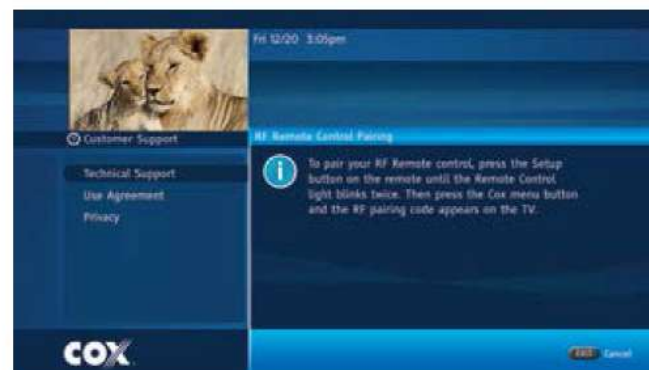 Fri 12/20 3:05pm
Customer Support
RF Remote Control Pairing
Technical Support
Use Agreement
Privacy
i
To pair your RF Remote control, press the Setup
button on the remote until the Remote Control
light blinks twice. Then press the Cox menu button
and the RF pairing code appears on the TV.
COX
EXIT Cancel